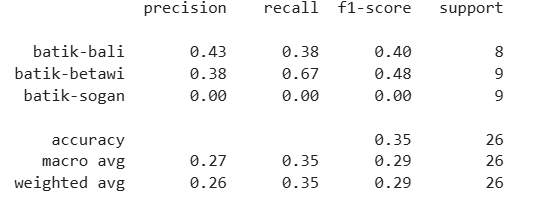 precision recall f1-score support
batik-bali 0.43 0.38 0.40 8
batik-betawi 0.38 0.67 0.48 9
batik-sogan 0.00 0.00 0.00 9
accuracy 0.35 26
macro avg 0.27 0.35 0.29 26
weighted avg 0.26 0.35 0.29 26